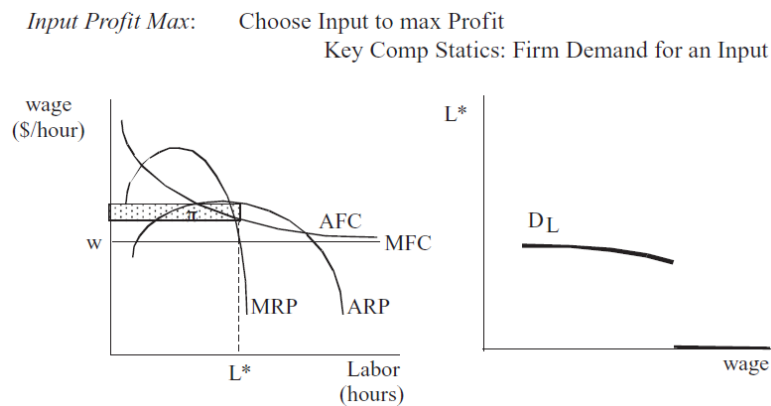 Input Profit Max: Choose Input to max Profit
Key Comp Statics: Firm Demand for an Input
wage
($/hour)
L*
π
AFC
D_L
w
MFC
MRP
ARP
L*
Labor
(hours)
wage